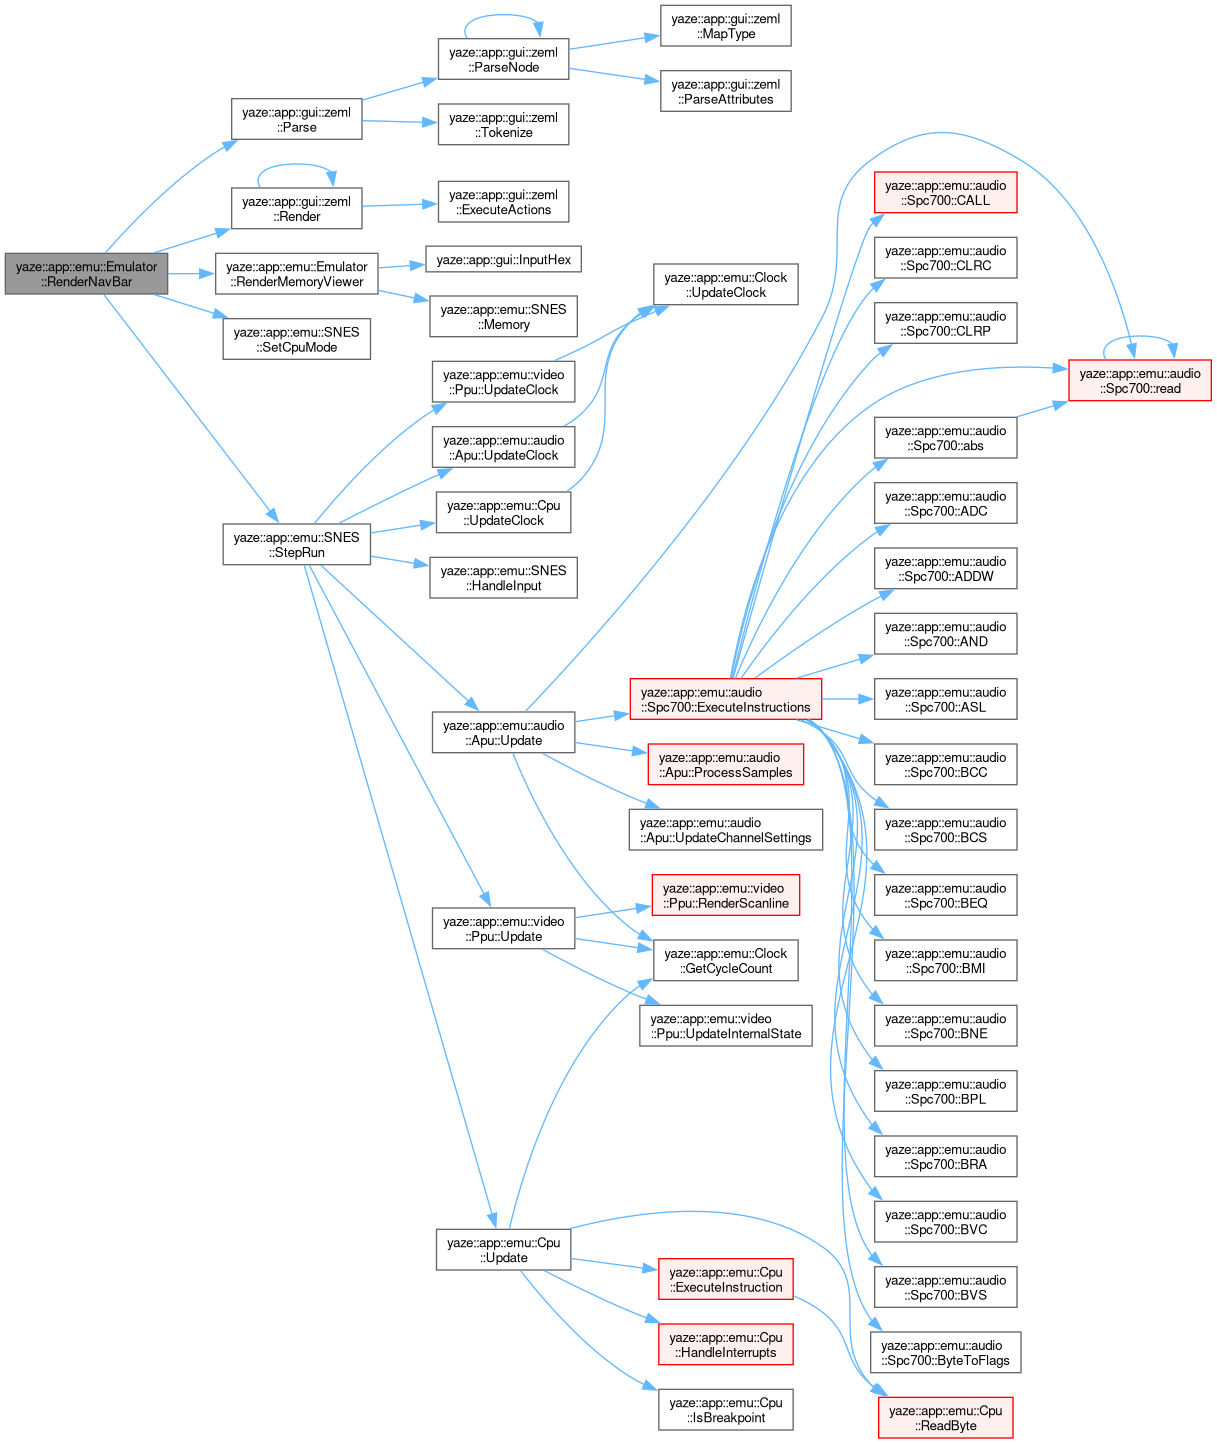 yaze::app::emu::Emulator
::RenderNavBar
yaze::app::gui::zeml
::Parse
yaze::app::gui::zeml
::ParseNode
yaze::app::gui::zeml
::MapType
yaze::app::gui::zeml
::ParseAttributes
yaze::app::gui::zeml
::Tokenize
yaze::app::gui::zeml
::Render
yaze::app::gui::zeml
::ExecuteActions
yaze::app::emu::Emulator
::RenderMemoryViewer
yaze::app::gui::InputHex
yaze::app::emu::SNES
::Memory
yaze::app::emu::SNES
::SetCpuMode
yaze::app::emu::SNES
::StepRun
yaze::app::emu::video
::Ppu::UpdateClock
yaze::app::emu::audio
::Apu::UpdateClock
yaze::app::emu::Cpu
::UpdateClock
yaze::app::emu::Clock
::UpdateClock
yaze::app::emu::SNES
::HandleInput
yaze::app::emu::audio
::Apu::Update
yaze::app::emu::audio
::Spc700::ExecuteInstructions
yaze::app::emu::audio
::Apu::ProcessSamples
yaze::app::emu::audio
::Apu::UpdateChannelSettings
yaze::app::emu::video
::Ppu::Update
yaze::app::emu::video
::Ppu::RenderScanline
yaze::app::emu::Clock
::GetCycleCount
yaze::app::emu::video
::Ppu::UpdateInternalState
yaze::app::emu::Cpu
::Update
yaze::app::emu::Cpu
::ExecuteInstruction
yaze::app::emu::Cpu
::HandleInterrupts
yaze::app::emu::Cpu
::IsBreakpoint
yaze::app::emu::audio
::Spc700::CALL
yaze::app::emu::audio
::Spc700::CLRC
yaze::app::emu::audio
::Spc700::CLRP
yaze::app::emu::audio
::Spc700::read
yaze::app::emu::audio
::Spc700::abs
yaze::app::emu::audio
::Spc700::ADC
yaze::app::emu::audio
::Spc700::ADDW
yaze::app::emu::audio
::Spc700::AND
yaze::app::emu::audio
::Spc700::ASL
yaze::app::emu::audio
::Spc700::BCC
yaze::app::emu::audio
::Spc700::BCS
yaze::app::emu::audio
::Spc700::BEQ
yaze::app::emu::audio
::Spc700::BMI
yaze::app::emu::audio
::Spc700::BNE
yaze::app::emu::audio
::Spc700::BPL
yaze::app::emu::audio
::Spc700::BRA
yaze::app::emu::audio
::Spc700::BVC
yaze::app::emu::audio
::Spc700::BVS
yaze::app::emu::audio
::Spc700::ByteToFlags
yaze::app::emu::Cpu
::ReadByte